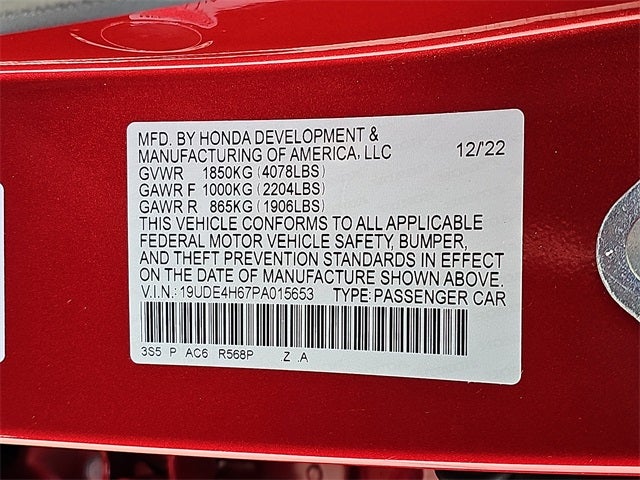 MFD. BY HONDA DEVELOPMENT &
MANUFACTURING OF AMERICA, LLC 12/22
GVWR 1850KG (4078LBS)
GAWR F 1000KG (2204LBS)
GAWR R 865KG (1906LBS)
THIS VEHICLE CONFORMS TO ALL APPLICABLE
FEDERAL MOTOR VEHICLE SAFETY, BUMPER,
AND THEFT PREVENTION STANDARDS IN EFFECT
ON THE DATE OF MANUFACTURE SHOWN ABOVE.
V.I.N.: 19UDE4H67PA015653 TYPE: PASSENGER CAR
3S5 P AC6 R568P .Z .A